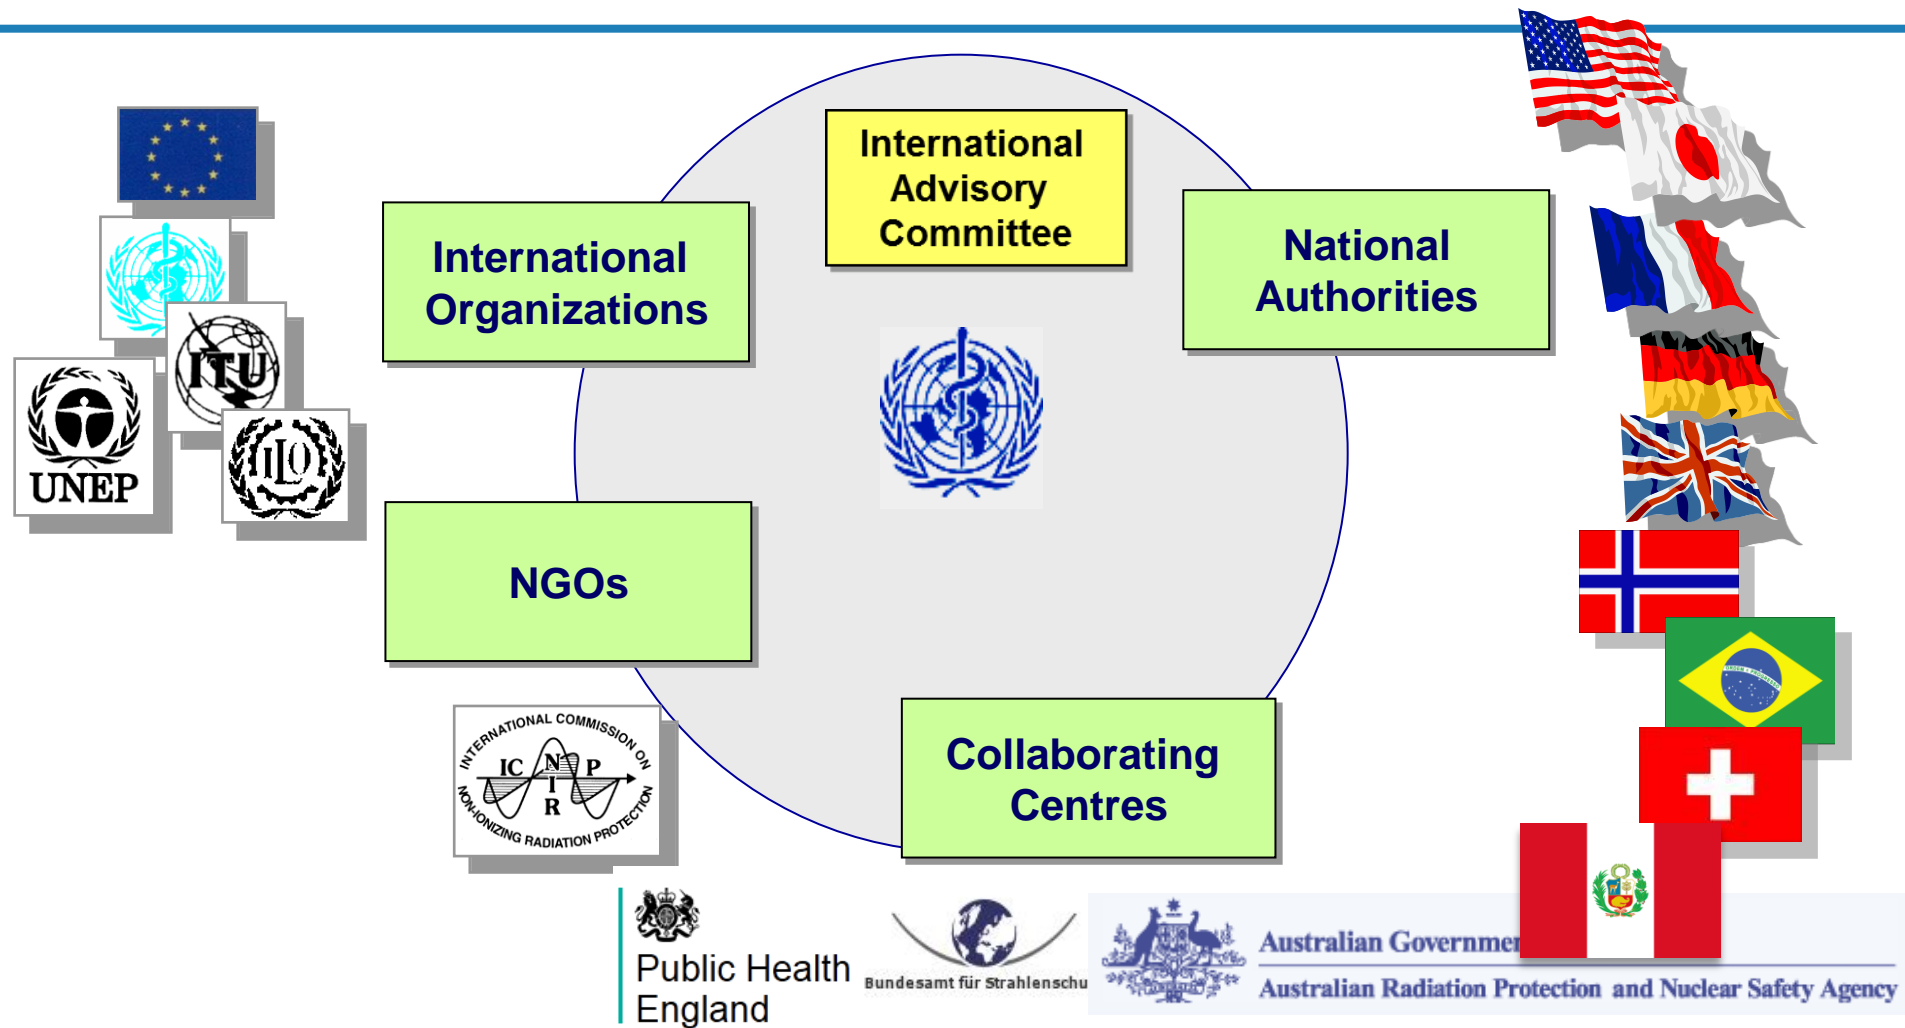 International
Advisory
Committee
International
Organizations
National
Authorities
ITU
UNEP
ILO
NGOs
Collaborating
Centres
INTERNATIONAL COMMISSION ON
IC N P
I
R
NON-IONIZING RADIATION PROTECTION
Public Health
England
Bundesamt für Strahlenschu
Australian Governmen
Australian Radiation Protection and Nuclear Safety Agency